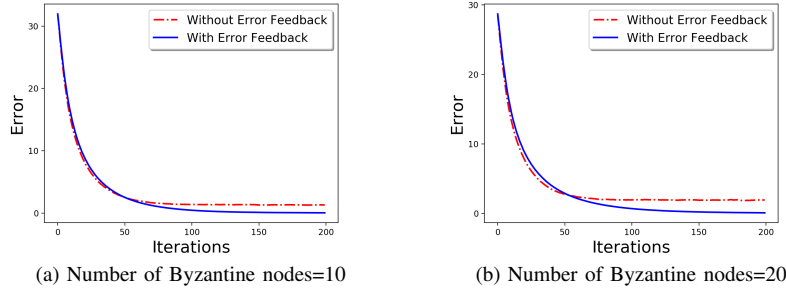 Without Error Feedback
With Error Feedback
Error
30
20
10
0
0 50 100 150 200
Iterations
(a) Number of Byzantine nodes=10
Without Error Feedback
With Error Feedback
Error
30
20
10
0
0 50 100 150 200
Iterations
(b) Number of Byzantine nodes=20